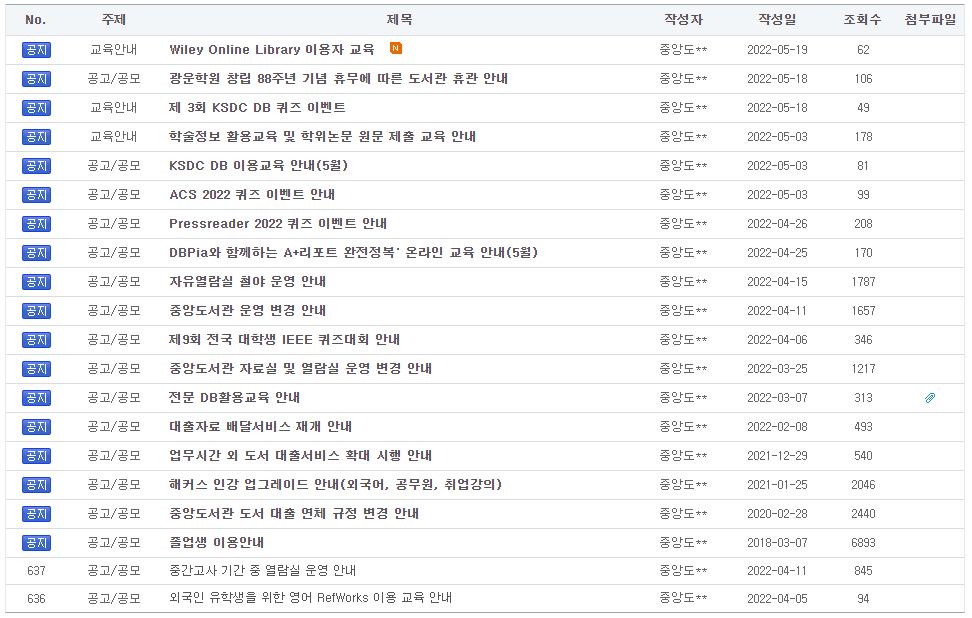 No. 주제 제목 작성자 작성일 조회수 첨부파일
공지 교육안내 Wiley Online Library 이용자 교육 N 중앙도** 2022-05-19 62
공지 공고/공모 광운학원 창립 88주년 기념 휴무에 따른 도서관 휴관 안내 중앙도** 2022-05-18 106
공지 교육안내 제 3회 KSDC DB 퀴즈 이벤트 중앙도** 2022-05-18 49
공지 교육안내 학술정보 활용교육 및 학위논문 원문 제출 교육 안내 중앙도** 2022-05-03 178
공지 공고/공모 KSDC DB 이용교육 안내(5월) 중앙도** 2022-05-03 81
공지 공고/공모 ACS 2022 퀴즈 이벤트 안내 중앙도** 2022-05-03 99
공지 공고/공모 Pressreader 2022 퀴즈 이벤트 안내 중앙도** 2022-04-26 208
공지 공고/공모 DBPia와 함께하는 A+리포트 완전정복' 온라인 교육 안내(5월) 중앙도** 2022-04-25 170
공지 공고/공모 자유열람실 철야 운영 안내 중앙도** 2022-04-15 1787
공지 공고/공모 중앙도서관 운영 변경 안내 중앙도** 2022-04-11 1657
공지 공고/공모 제9회 전국 대학생 IEEE 퀴즈대회 안내 중앙도** 2022-04-06 346
공지 공고/공모 중앙도서관 자료실 및 열람실 운영 변경 안내 중앙도** 2022-03-25 1217
공지 공고/공모 전문 DB활용교육 안내 중앙도** 2022-03-07 313
공지 공고/공모 대출자료 배달서비스 재개 안내 중앙도** 2022-02-08 493
공지 공고/공모 업무시간 외 도서 대출서비스 확대 시행 안내 중앙도** 2021-12-29 540
공지 공고/공모 해커스 인강 업그레이드 안내(외국어, 공무원, 취업강의) 중앙도** 2021-01-25 2046
공지 공고/공모 중앙도서관 도서 대출 연체 규정 변경 안내 중앙도** 2020-02-28 2440
공지 공고/공모 졸업생 이용안내 중앙도** 2018-03-07 6893
637 공고/공모 중간고사 기간 중 열람실 운영 안내 중앙도** 2022-04-11 845
636 공고/공모 외국인 유학생을 위한 영어 RefWorks 이용 교육 안내 중앙도** 2022-04-05 94